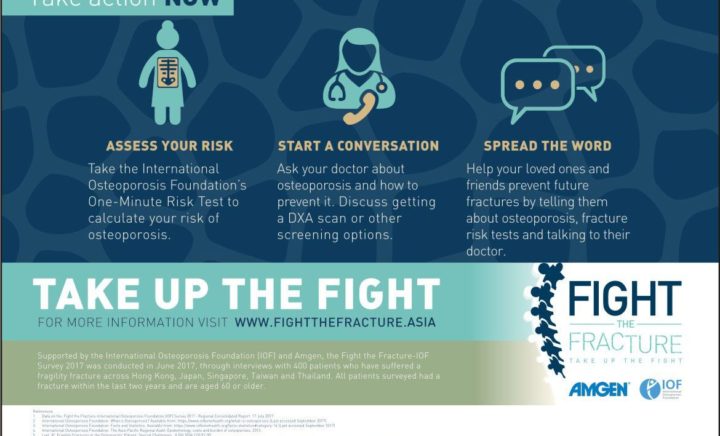 Take action NOW
ASSESS YOUR RISK
Take the International
Osteoporosis Foundation's
One-Minute Risk Test to
calculate your risk of
osteoporosis.
START A CONVERSATION
Ask your doctor about
osteoporosis and how to
prevent it. Discuss getting
a DXA scan or other
screening options.
SPREAD THE WORD
Help your loved ones and
friends prevent future
fractures by telling them
about osteoporosis, fracture
risk tests and talking to their
doctor.
TAKE UP THE FIGHT
FOR MORE INFORMATION VISIT WWW.FIGHTTHEFRACTURE.ASIA
FIGHT
THE
FRACTURE
TAKE UP THE FIGHT
Supported by the International Osteoporosis Foundation (IOF) and Amgen, the Fight the Fracture-IOF
Survey 2017 was conducted in June 2017, through interviews with 400 patients who have suffered a
fragility fracture across Hong Kong, Japan, Singapore, Taiwan and Thailand. All patients surveyed had a
fracture within the last two years and are aged 60 or older.
AMGEN
IOF
References